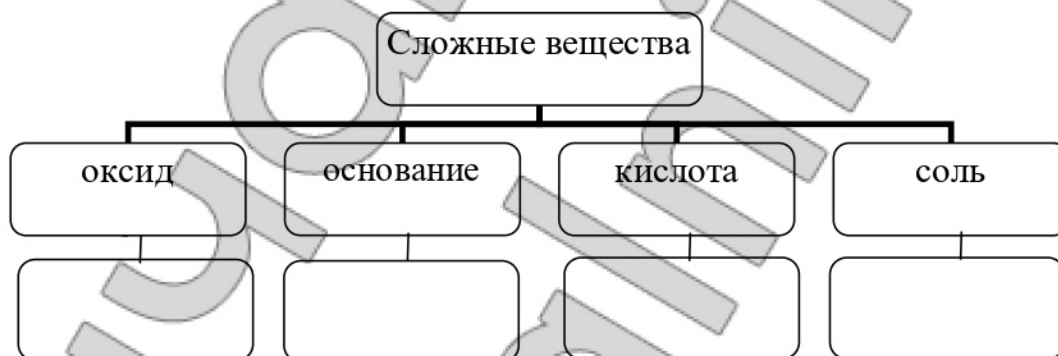 Сложные вещества
оксид
основание
кислота
соль